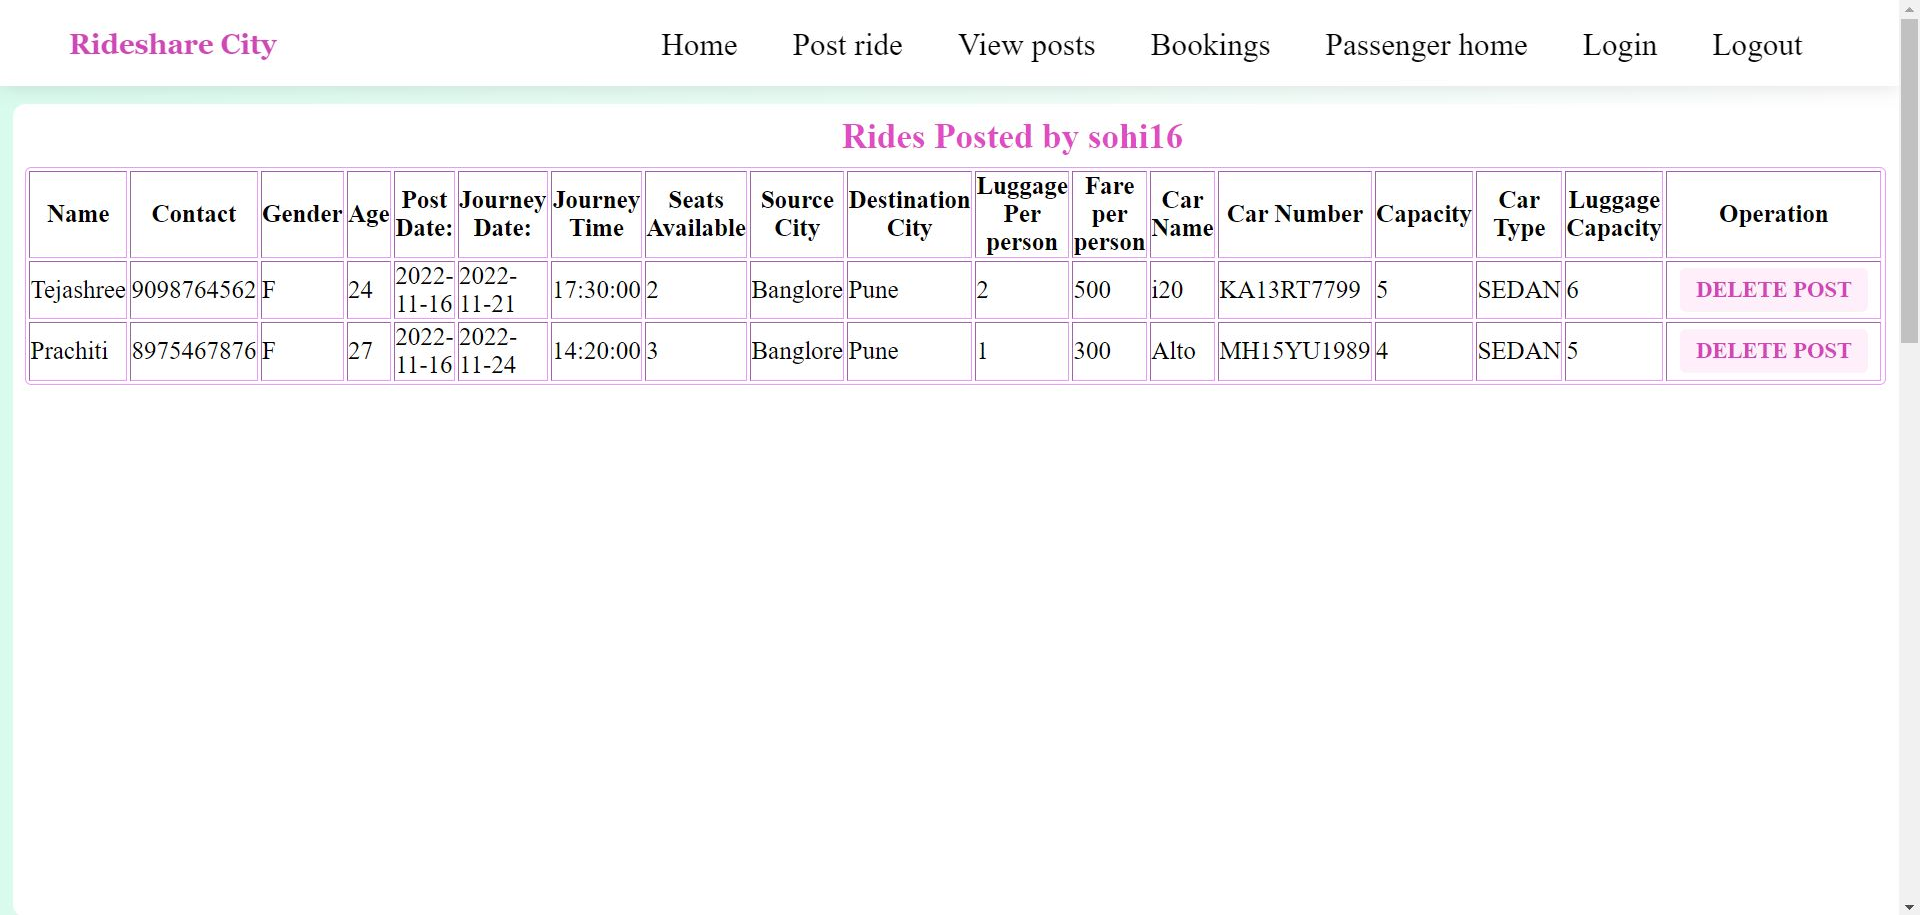 Rideshare City Home Post ride View posts Bookings Passenger home Login Logout
Rides Posted by sohi16
Name Contact Gender Age Post Date: Journey Date: Journey Time Seats Available Source City Destination City Luggage Per person Fare per person Car Name Car Number Capacity Car Type Luggage Capacity Operation
Tejashree 9098764562 F 24 2022-11-16 2022-11-21 17:30:00 2 Banglore Pune 2 500 i20 KA13RT7799 5 SEDAN 6 DELETE POST
Prachiti 8975467876 F 27 2022-11-16 2022-11-24 14:20:00 3 Banglore Pune 1 300 Alto MH15YU1989 4 SEDAN 5 DELETE POST